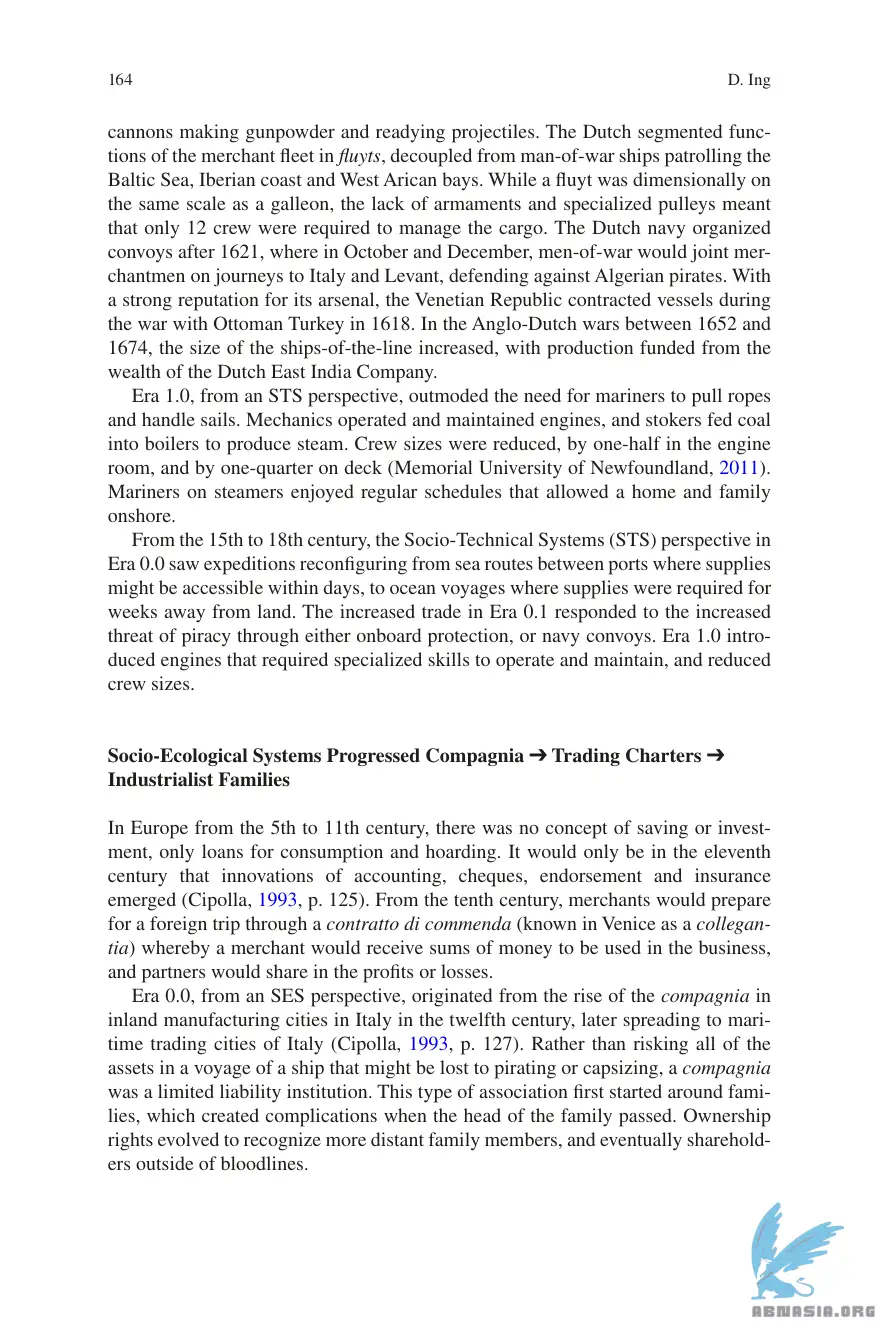 164
D. Ing
cannons making gunpowder and readying projectiles. The Dutch segmented func-
tions of the merchant fleet in fluyts, decoupled from man-of-war ships patrolling the
Baltic Sea, Iberian coast and West Arican bays. While a fluyt was dimensionally on
the same scale as a galleon, the lack of armaments and specialized pulleys meant
that only 12 crew were required to manage the cargo. The Dutch navy organized
convoys after 1621, where in October and December, men-of-war would joint mer-
chantmen on journeys to Italy and Levant, defending against Algerian pirates. With
a strong reputation for its arsenal, the Venetian Republic contracted vessels during
the war with Ottoman Turkey in 1618. In the Anglo-Dutch wars between 1652 and
1674, the size of the ships-of-the-line increased, with production funded from the
wealth of the Dutch East India Company.
Era 1.0, from an STS perspective, outmoded the need for mariners to pull ropes
and handle sails. Mechanics operated and maintained engines, and stokers fed coal
into boilers to produce steam. Crew sizes were reduced, by one-half in the engine
room, and by one-quarter on deck (Memorial University of Newfoundland, 2011).
Mariners on steamers enjoyed regular schedules that allowed a home and family
onshore.
From the 15th to 18th century, the Socio-Technical Systems (STS) perspective in
Era 0.0 saw expeditions reconfiguring from sea routes between ports where supplies
might be accessible within days, to ocean voyages where supplies were required for
weeks away from land. The increased trade in Era 0.1 responded to the increased
threat of piracy through either onboard protection, or navy convoys. Era 1.0 intro-
duced engines that required specialized skills to operate and maintain, and reduced
crew sizes.
Socio-Ecological Systems Progressed Compagnia ➔ Trading Charters ➔
Industrialist Families
In Europe from the 5th to 11th century, there was no concept of saving or invest-
ment, only loans for consumption and hoarding. It would only be in the eleventh
century that innovations of accounting, cheques, endorsement and insurance
emerged (Cipolla, 1993, p. 125). From the tenth century, merchants would prepare
for a foreign trip through a contratto di commenda (known in Venice as a collegan-
tia) whereby a merchant would receive sums of money to be used in the business,
and partners would share in the profits or losses.
Era 0.0, from an SES perspective, originated from the rise of the compagnia in
inland manufacturing cities in Italy in the twelfth century, later spreading to mari-
time trading cities of Italy (Cipolla, 1993, p. 127). Rather than risking all of the
assets in a voyage of a ship that might be lost to pirating or capsizing, a compagnia
was a limited liability institution. This type of association first started around fami-
lies, which created complications when the head of the family passed. Ownership
rights evolved to recognize more distant family members, and eventually sharehold-
ers outside of bloodlines.
ABNASIA.ORG